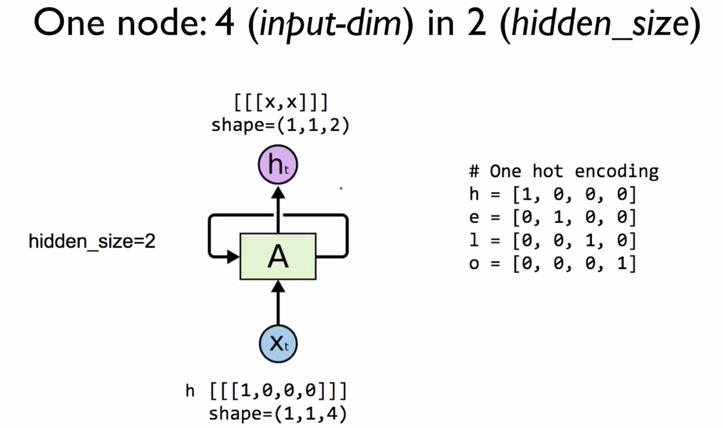 One node: 4 (input-dim) in 2 (hidden_size)
[[[x,x]]]
shape=(1,1,2)
ht
hidden_size=2
A
Xt
h [[[1,0,0,0]]]
shape=(1,1,4)
# One hot encoding
h = [1, 0, 0, 0]
e = [0, 1, 0, 0]
l = [0, 0, 1, 0]
o = [0, 0, 0, 1]